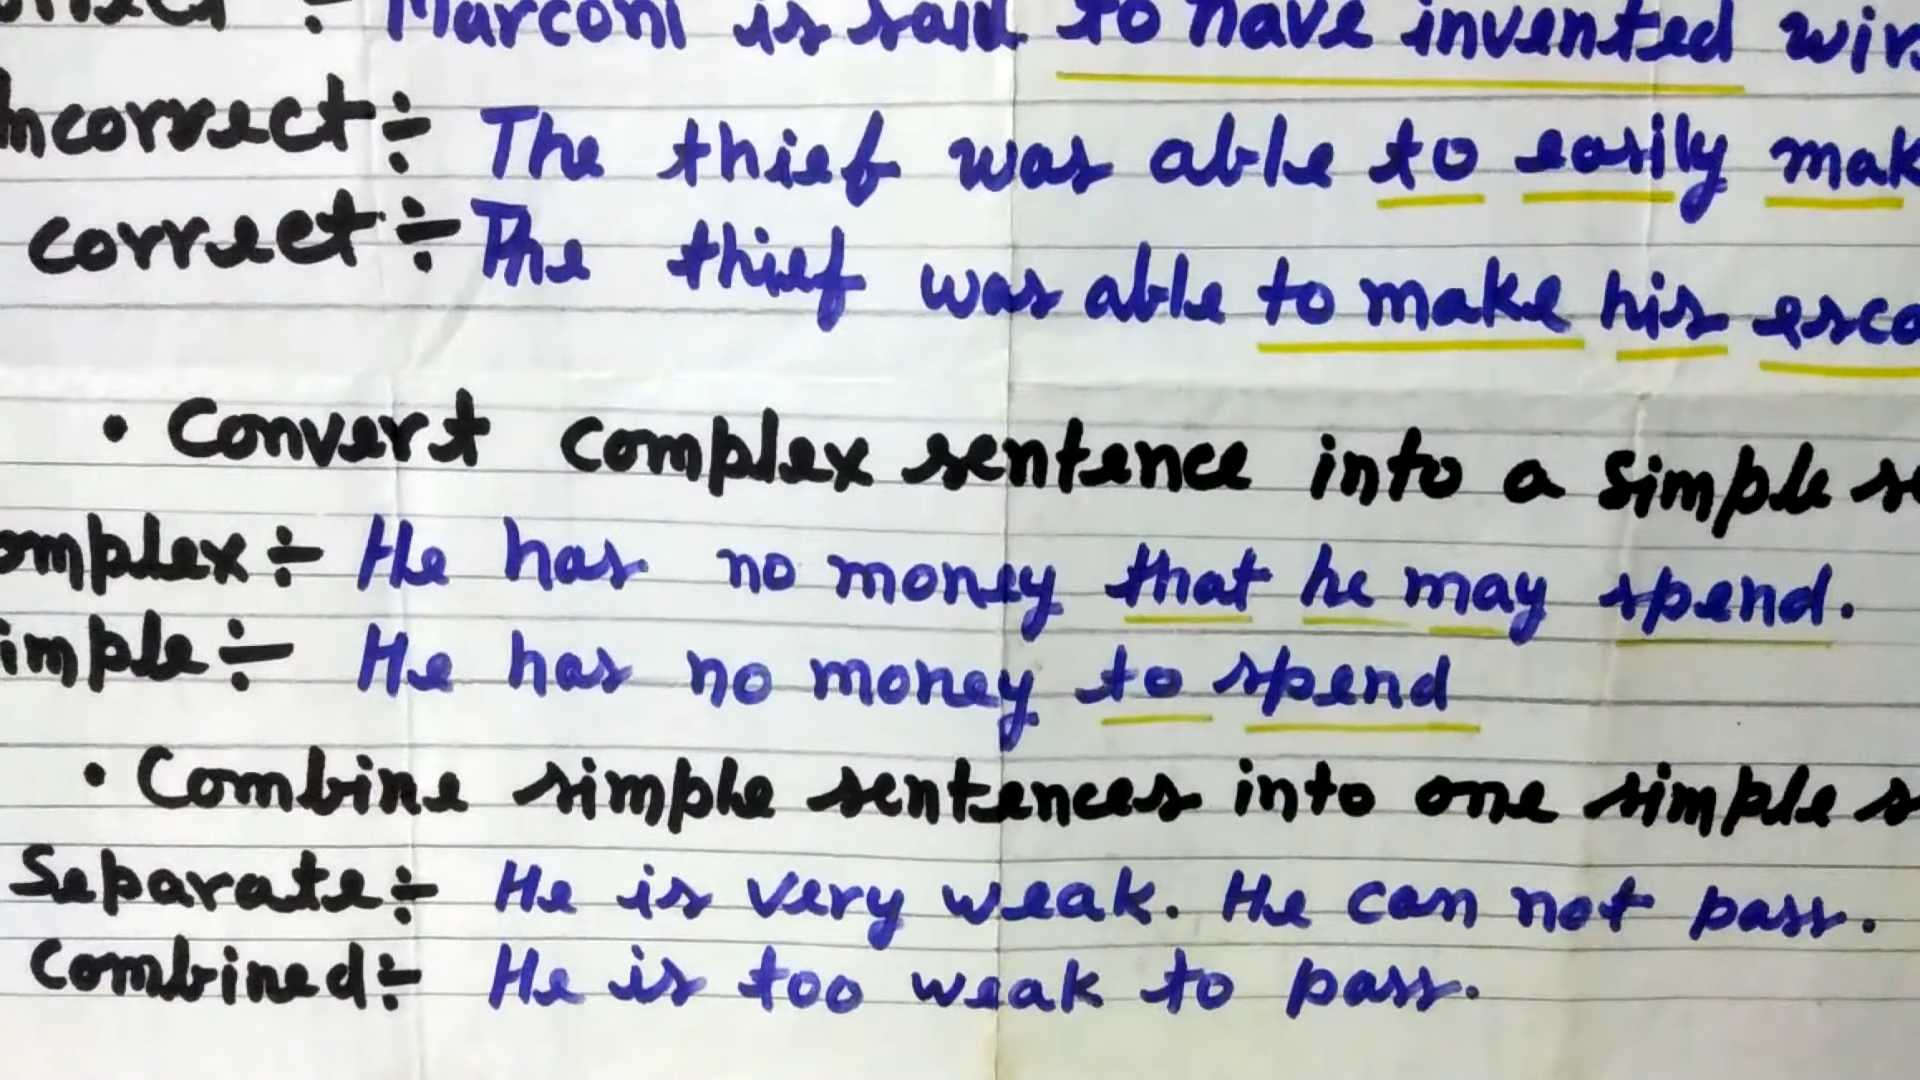 : Marconi is said to have invented
Incorrect ÷ The thief was able to easily mak
correct ÷ The thief was able to make his esca
• Convert complex sentence into a simple se
omplex ÷ He has no money that he may spend.
imple ÷ He has no money to spend
• Combine simple sentences into one simple s
Separate ÷ He is very weak. He can not pass.
Combined ÷ He is too weak to pass.